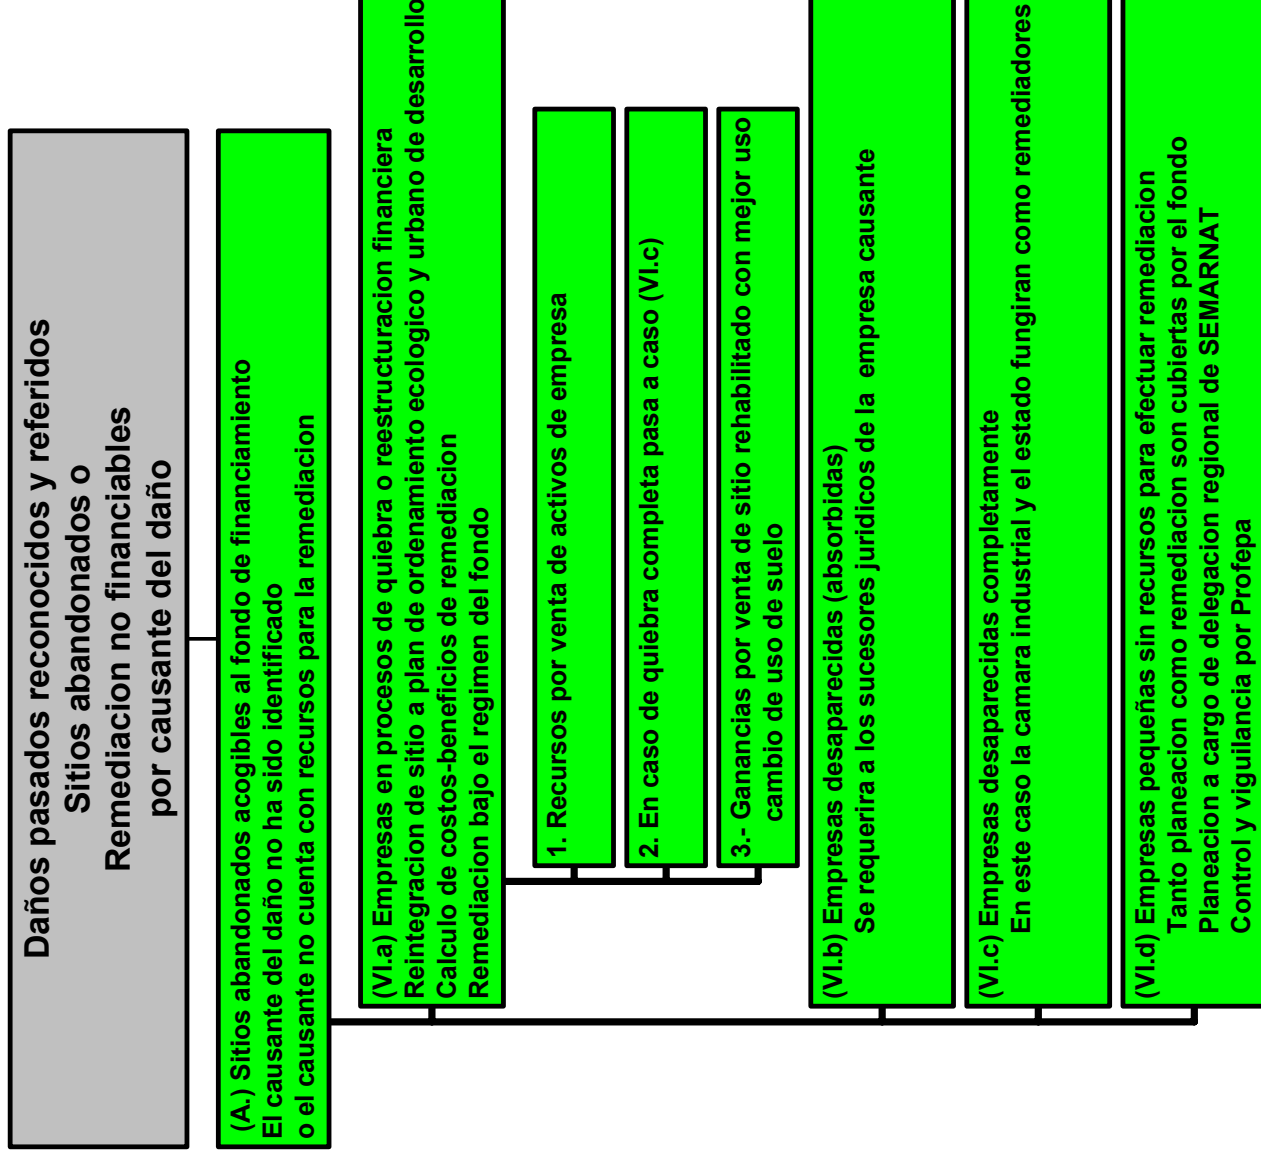 Daños pasados reconocidos y referidos
Sitios abandonados o
Remediacion no financiables
por causante del daño
(A.) Sitios abandonados acogibles al fondo de financiamiento
El causante del daño no ha sido identificado
o el causante no cuenta con recursos para la remediacion
(VI.a) Empresas en procesos de quiebra o reestructuracion financiera
Reintegracion de sitio a plan de ordenamiento ecologico y urbano de desarrollo
Calculo de costos-beneficios de remediacion
Remediacion bajo el regimen del fondo
1. Recursos por venta de activos de empresa
2. En caso de quiebra completa pasa a caso (VI.c)
3.- Ganancias por venta de sitio rehabilitado con mejor uso
cambio de uso de suelo
(VI.b) Empresas desaparecidas (absorbidas)
Se requerira a los sucesores juridicos de la empresa causante
(VI.c) Empresas desaparecidas completamente
En este caso la camara industrial y el estado fungiran como remediadores
(VI.d) Empresas pequeñas sin recursos para efectuar remediacion
Tanto planeacion como remediacion son cubiertas por el fondo
Planeacion a cargo de delegacion regional de SEMARNAT
Control y viguilancia por Profepa